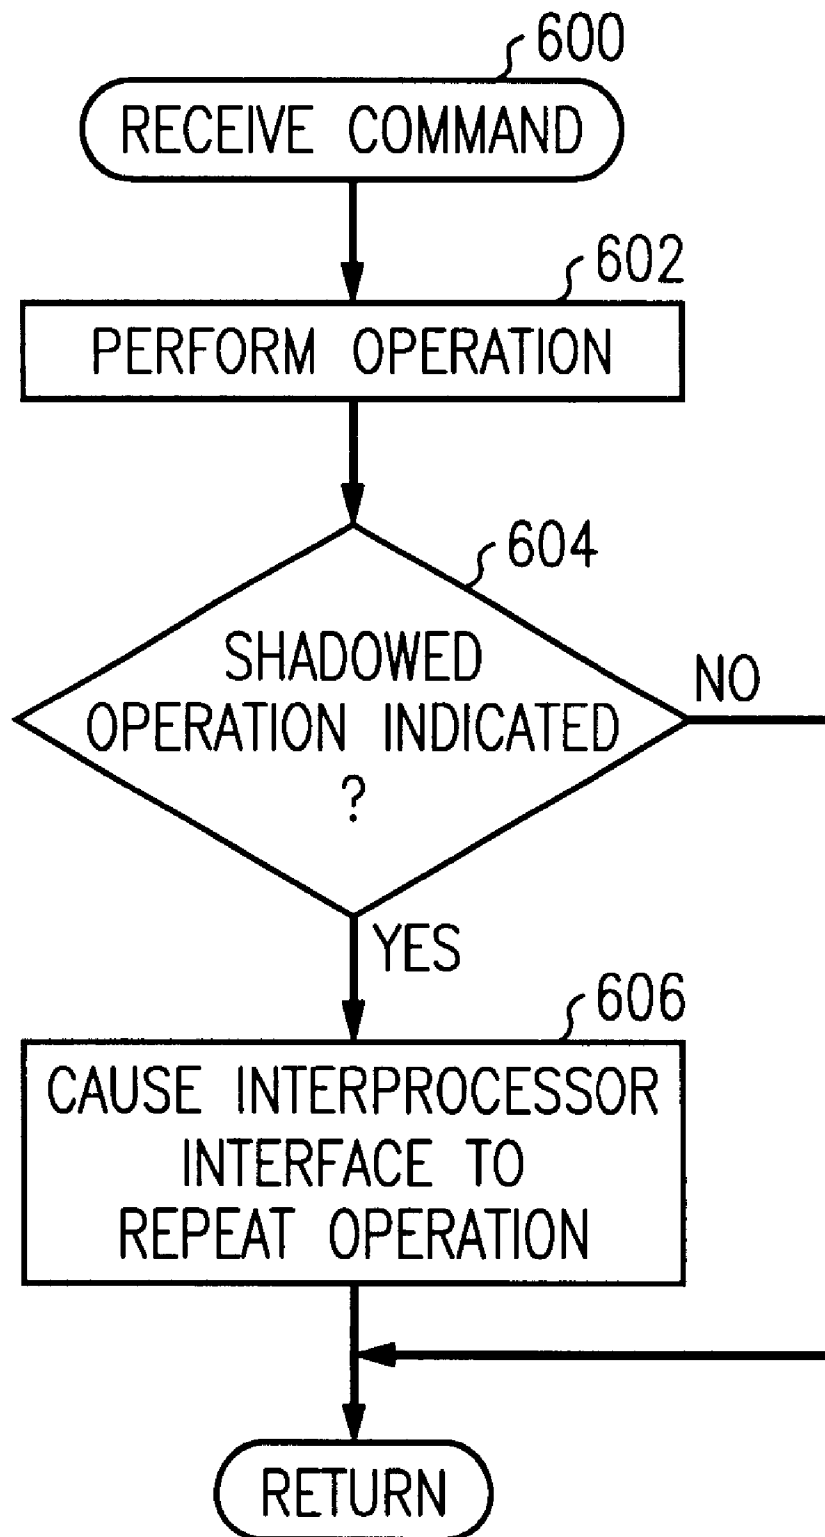 600
RECEIVE COMMAND
602
PERFORM OPERATION
604
SHADOWED
OPERATION INDICATED
?
NO
YES
606
CAUSE INTERPROCESSOR
INTERFACE TO
REPEAT OPERATION
RETURN